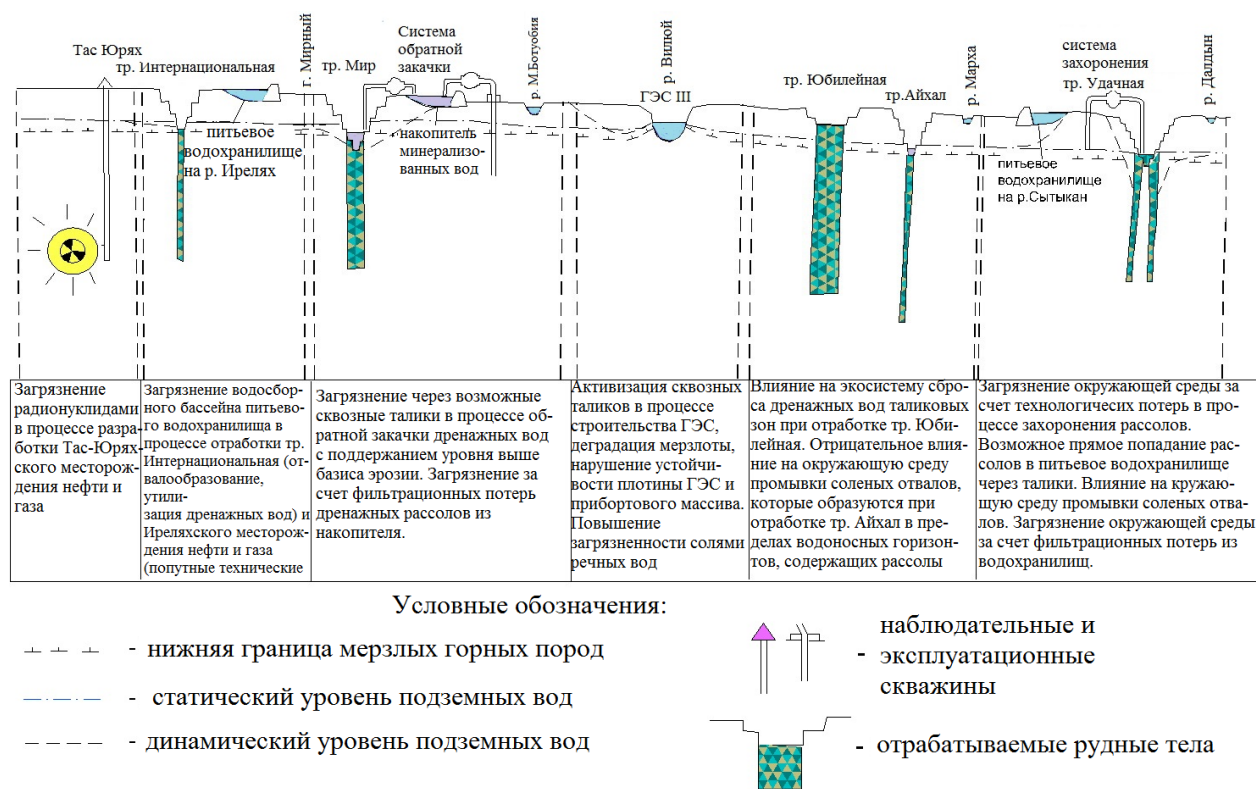 Тас Юрях
тр. Интернациональная
г. Мирный
тр. Мир
Система
обратной
закачки
р. М.Ботуобия
р. Вилюй
ГЭС III
тр. Юбилейная
тр.Айхал
р. Марха
система
захоронения
тр. Удачная
р. Далдын
питьевое
водохранилище
на р. Ирелях
накопитель
минерализо-
ванных вод
питьевое
водохранилище
на р.Сытыкан
Загрязнение
радионуклидами
в процессе разра-
ботки Тас-Юрях-
ского месторож-
дения нефти и
газа
Загрязнение водосбор-
ного бассейна питьево-
го водохранилища в
процессе отработки тр.
Интернациональная (от-
валообразование,
утили-
зация дренажных вод) и
Иреляхского месторож-
дения нефти и газа
(попутные технические
Загрязнение через возможные
сквозные талики в процессе об-
ратной закачки дренажных вод
с поддержанием уровня выше
базиса эрозии. Загрязнение за
счет фильтрационных потерь
дренажных рассолов из
накопителя.
Активизация сквозных
таликов в процессе
строительства ГЭС,
деградация мерзлоты,
нарушение устойчи-
вости плотины ГЭС и
прибортового массива.
Повышение
загрязненности солями
речных вод
Влияние на экосистему сбро-
са дренажных вод таликовых
зон при отработке тр. Юби-
лейная. Отрицательное влия-
ние на окружающую среду
промывки соленых отвалов,
которые образуются при
отработке тр. Айхал в пре-
делах водоносных горизон-
тов, содержащих рассолы
Загрязнение окружающей среды за
счет технологичесих потерь в про-
цессе захоронения рассолов.
Возможное прямое попадание рас-
солов в питьевое водохранилище
через талики. Влияние на кружаю-
щую среду промывки соленых отва-
лов. Загрязнение окружающей среды
за счет фильтрационных потерь из
водохранилищ.
Условные обозначения:
- нижняя граница мерзлых горных пород
- статический уровень подземных вод
- динамический уровень подземных вод
наблюдательные и
- эксплуатационные
скважины
- отрабатываемые рудные тела